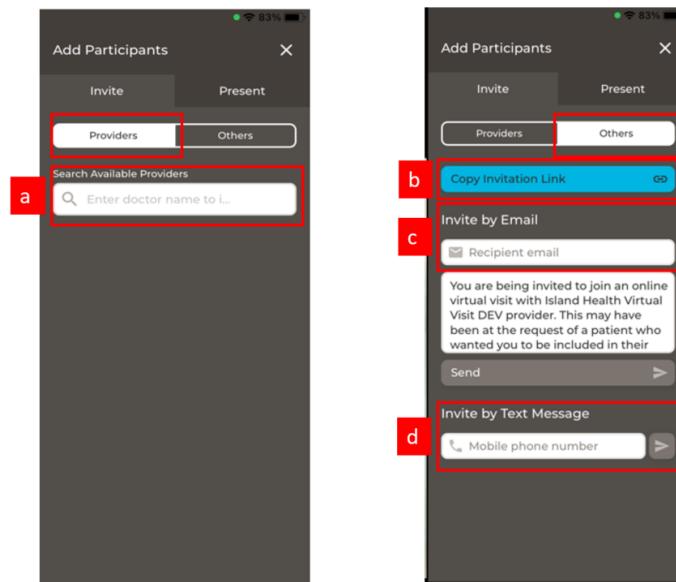 83%
Add Participants
Invite Present
Providers Others
a
Search Available Providers
Enter doctor name to i...
83%
Add Participants
Invite Present
Providers Others
b
Copy Invitation Link
c
Invite by Email
Recipient email
You are being invited to join an online
virtual visit with Island Health Virtual
Visit DEV provider. This may have
been at the request of a patient who
wanted you to be included in their
Send
d
Invite by Text Message
Mobile phone number